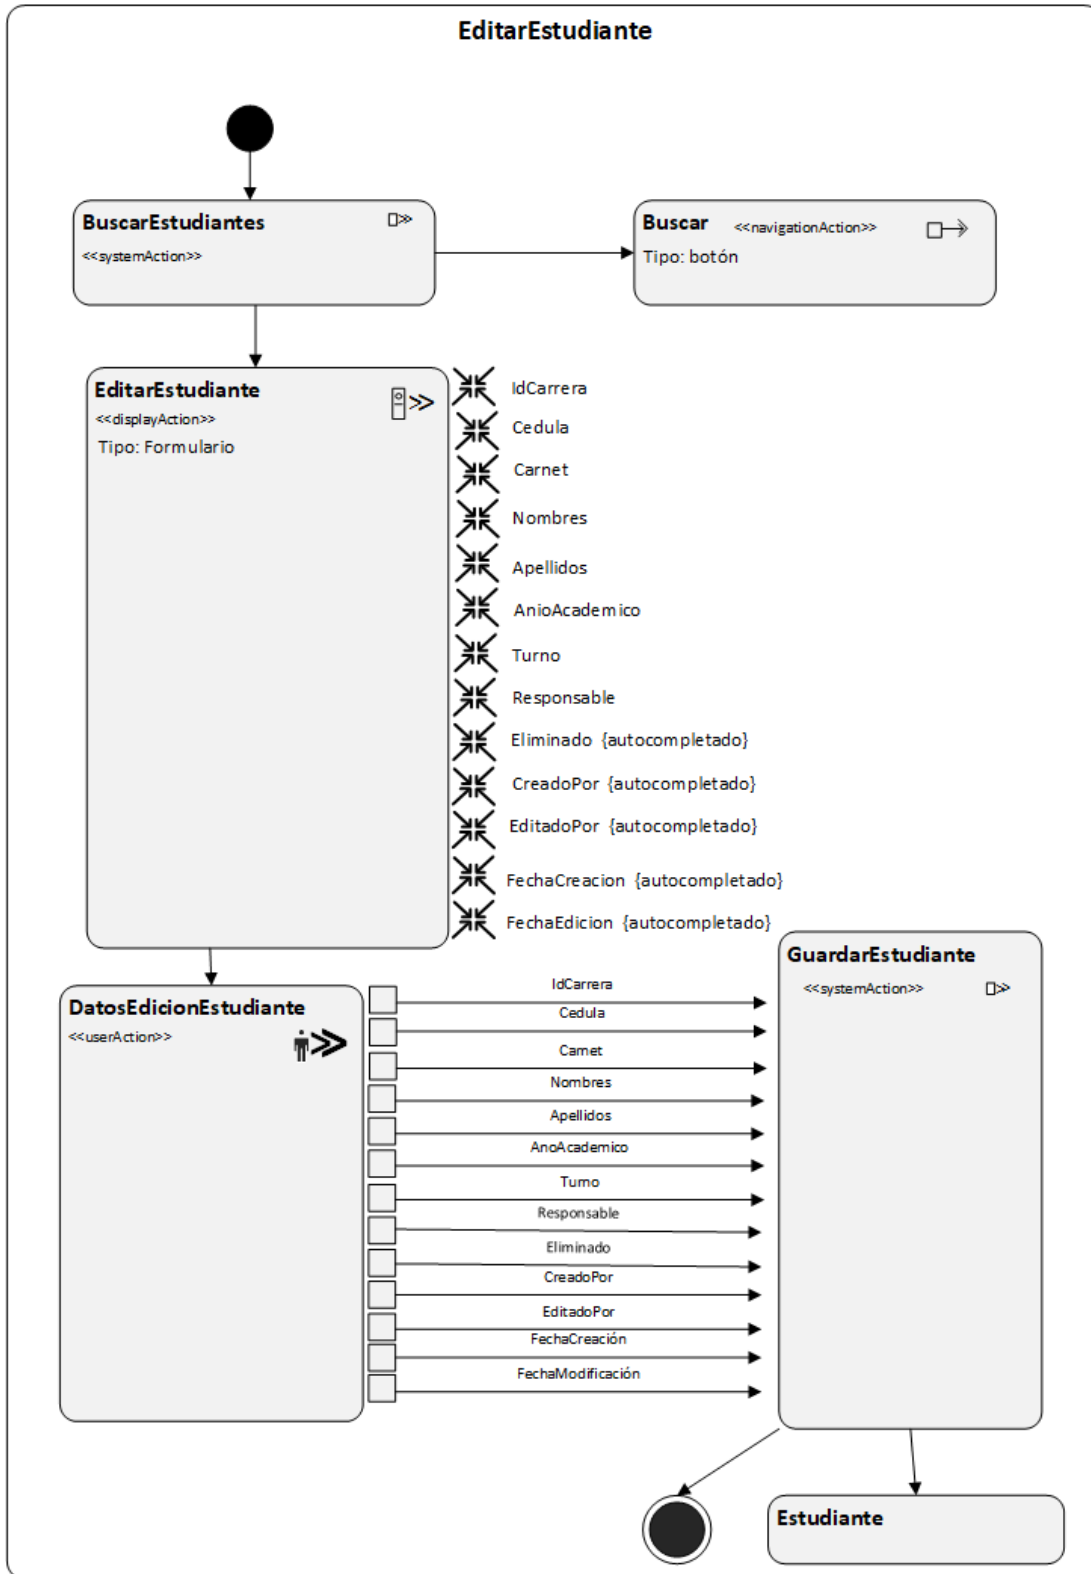 EditarEstudiante
BuscarEstudiantes
<<systemAction>>
Buscar <<navigationAction>>
Tipo: botón
EditarEstudiante
<<displayAction>>
Tipo: Formulario
IdCarrera
Cedula
Carnet
Nombres
Apellidos
AnioAcademico
Turno
Responsable
Eliminado {autocompletado}
CreadoPor {autocompletado}
EditadoPor {autocompletado}
FechaCreacion {autocompletado}
FechaEdicion {autocompletado}
DatosEdicionEstudiante
<<userAction>>
IdCarrera
Cedula
Carnet
Nombres
Apellidos
AnoAcademico
Turno
Responsable
Eliminado
CreadoPor
EditadoPor
FechaCreación
FechaModificación
GuardarEstudiante
<<systemAction>>
Estudiante